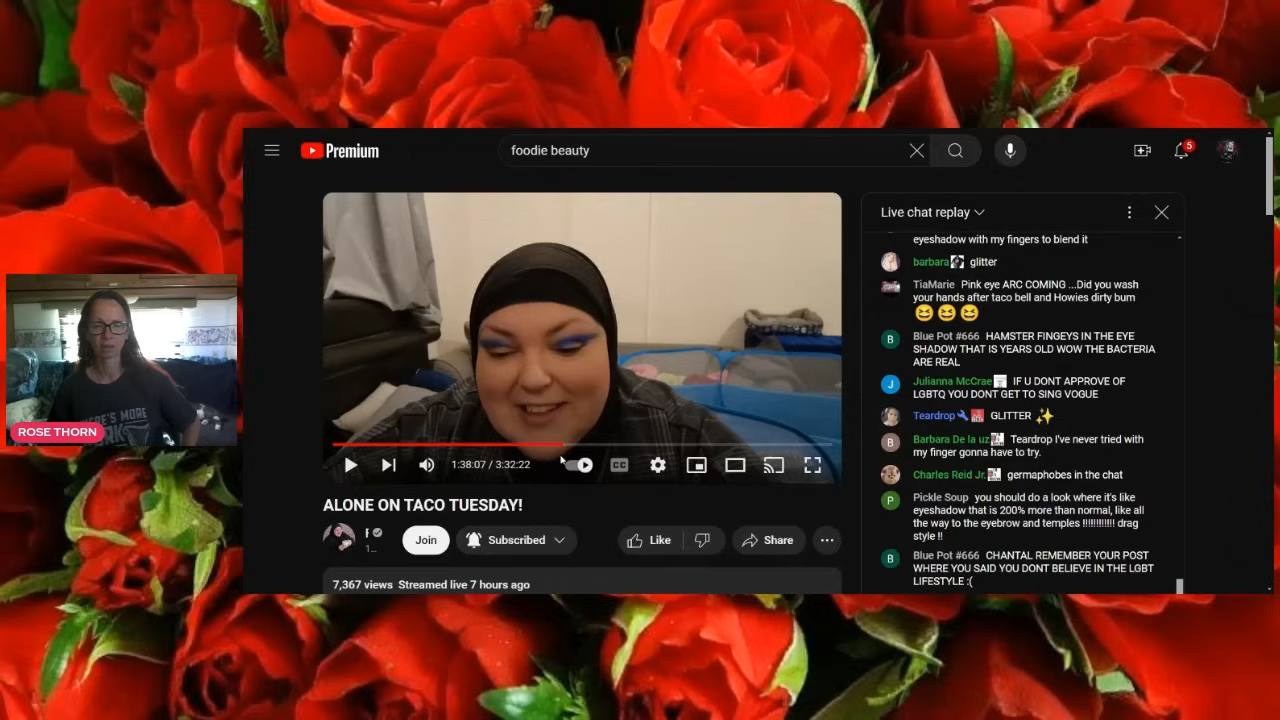 Premium
foodie beauty
5
Live chat replay
eyeshadow with my fingers to blend it
barbara glitter
TiaMarie Pink eye ARC COMING ...Did you wash
your hands after taco bell and Howies dirty bum
Blue Pot #666 HAMSTER FINGEYS IN THE EYE
SHADOW THAT IS YEARS OLD WOW THE BACTERIA
ARE REAL
Julianna McCrae IF U DONT APPROVE OF
LGBTQ YOU DONT GET TO SING VOGUE
Teardrop GLITTER
Barbara De la uz Teardrop I've never tried with
my finger gonna have to try.
Charles Reid Jr. germaphobes in the chat
Pickle Soup you should do a look where it's like
eyeshadow that is 200% more than normal, like all
the way to the eyebrow and temples !!!!!!!!!!!! drag
style !!
Blue Pot #666 CHANTAL REMEMBER YOUR POST
WHERE YOU SAID YOU DONT BELIEVE IN THE LGBT
LIFESTYLE :(
ROSE THORN
1:38:07 / 3:32:22
CC
ALONE ON TACO TUESDAY!
F
1...
Join
Subscribed
Like
Share
7,367 views Streamed live 7 hours ago